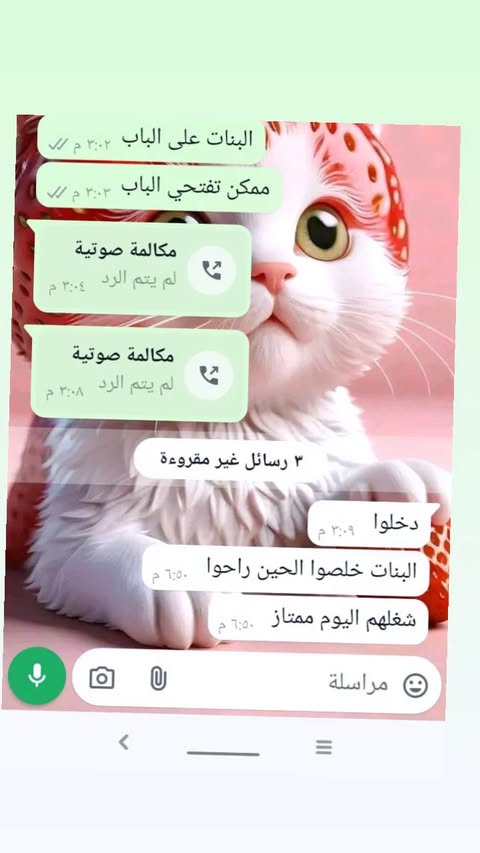 البنات على الباب ٣:٠٢ م
ممكن تفتحي الباب ٣:٠٣ م
مكالمة صوتية
لم يتم الرد ٣:٠٤ م
مكالمة صوتية
لم يتم الرد ٣:٠٨ م
٣ رسائل غير مقروءة
دخلوا ٣:٠٩ م
البنات خلصوا الحين راحوا ٦:٥٠ م
شغلهم اليوم ممتاز ٦:٥٠ م
مراسلة